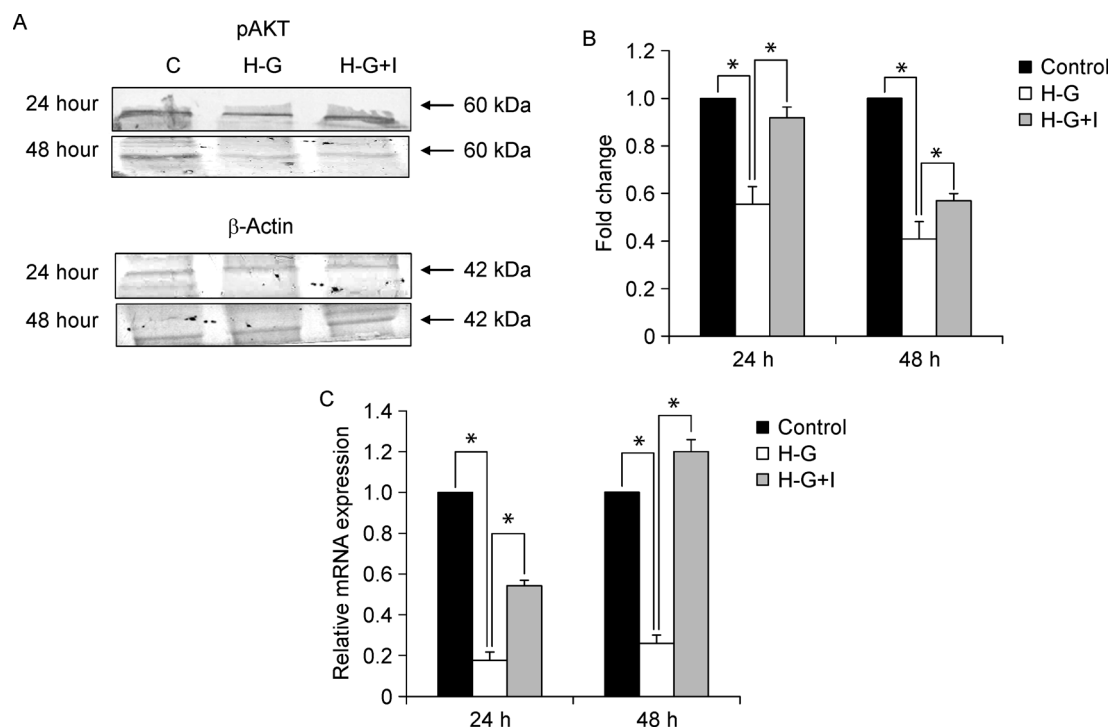 A
pAKT
C H-G H-G+I
24 hour 60 kDa
48 hour 60 kDa
β-Actin
24 hour 42 kDa
48 hour 42 kDa
B
Fold change
1.2
1.0
0.8
0.6
0.4
0.2
0
* * * *
24 h 48 h
Control
H-G
H-G+I
C
Relative mRNA expression
1.4
1.2
1.0
0.8
0.6
0.4
0.2
0
* * * *
24 h 48 h
Control
H-G
H-G+I